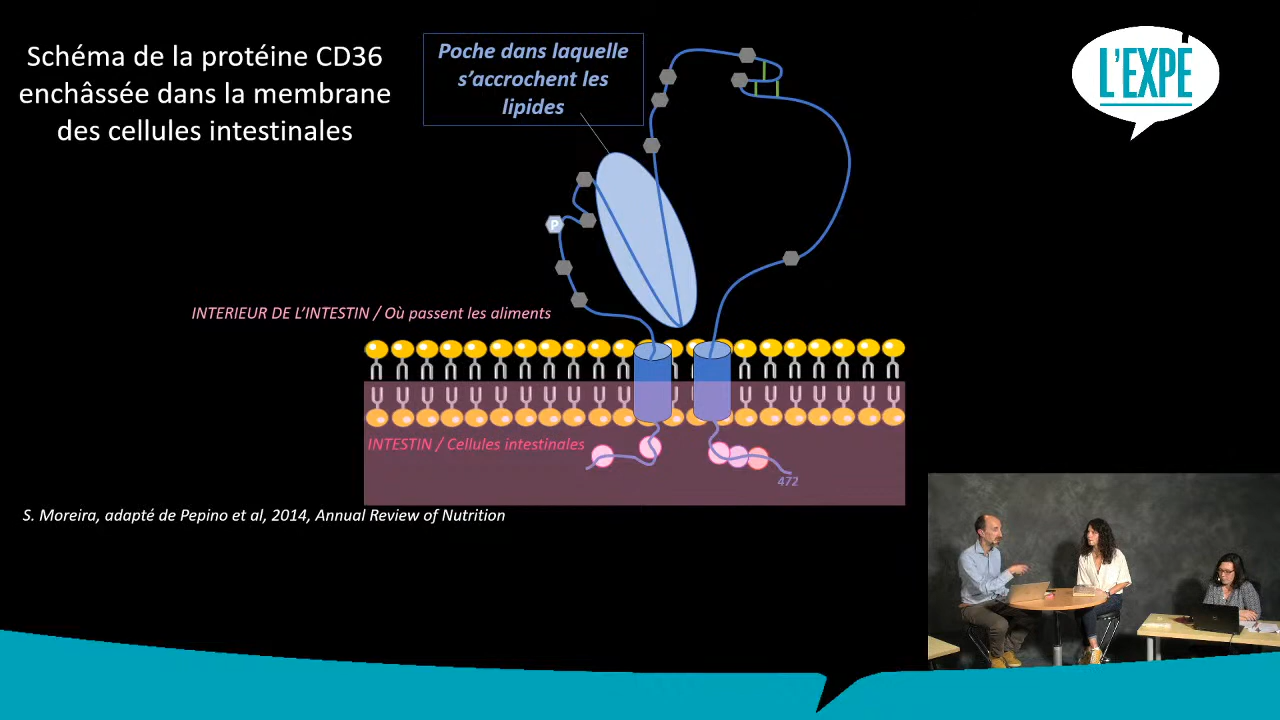 Schéma de la protéine CD36
enchâssée dans la membrane
des cellules intestinales
Poche dans laquelle
s’accrochent les
lipides
L'EXPÉ
P
INTERIEUR DE L’INTESTIN / Où passent les aliments
INTESTIN / Cellules intestinales
472
S. Moreira, adapté de Pepino et al, 2014, Annual Review of Nutrition